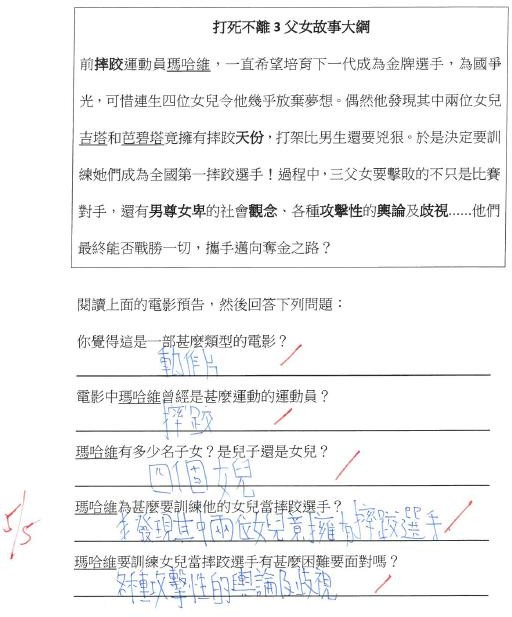 打死不離3父女故事大綱
前摔跤運動員瑪哈維，一直希望培育下一代成為金牌選手，為國爭
光，可惜連生四位女兒令他幾乎放棄夢想。偶然他發現其中兩位女兒
吉塔和芭碧塔竟擁有摔跤天份，打架比男生還要兇狠。於是決定要訓
練她們成為全國第一摔跤選手！過程中，三父女要擊敗的不只是比賽
對手，還有男尊女卑的社會觀念、各種攻擊性的輿論及歧視……他們
最終能否戰勝一切，攜手邁向奪金之路？
閱讀上面的電影預告，然後回答下列問題：
你覺得這是一部甚麼類型的電影？
動作片
電影中瑪哈維曾經是甚麼運動的運動員？
摔跤
瑪哈維有多少名子女？是兒子還是女兒？
四個女兒
瑪哈維為甚麼要訓練他的女兒當摔跤選手？
發現其中兩位女兒竟擁有摔跤選手
5/5
瑪哈維要訓練女兒當摔跤選手有甚麼困難要面對嗎？
各種攻擊性的輿論及歧視